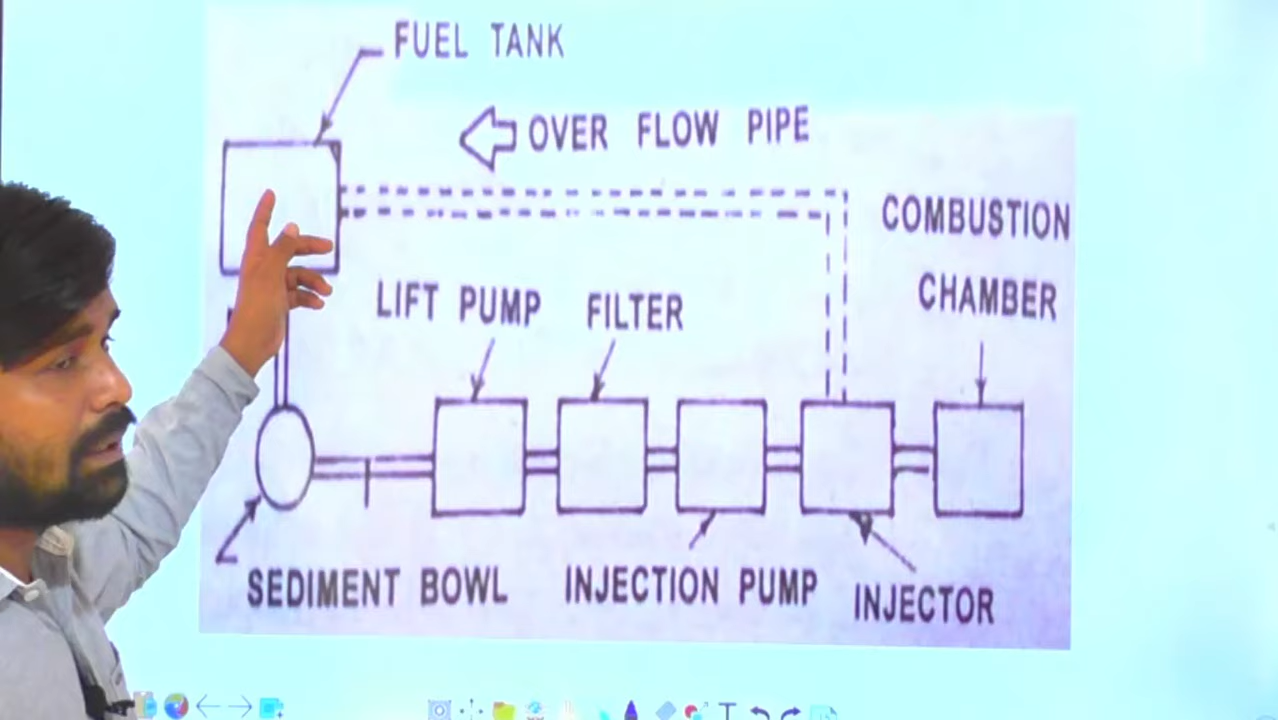 FUEL TANK
OVER FLOW PIPE
COMBUSTION
CHAMBER
LIFT PUMP
FILTER
SEDIMENT BOWL
INJECTION PUMP
INJECTOR